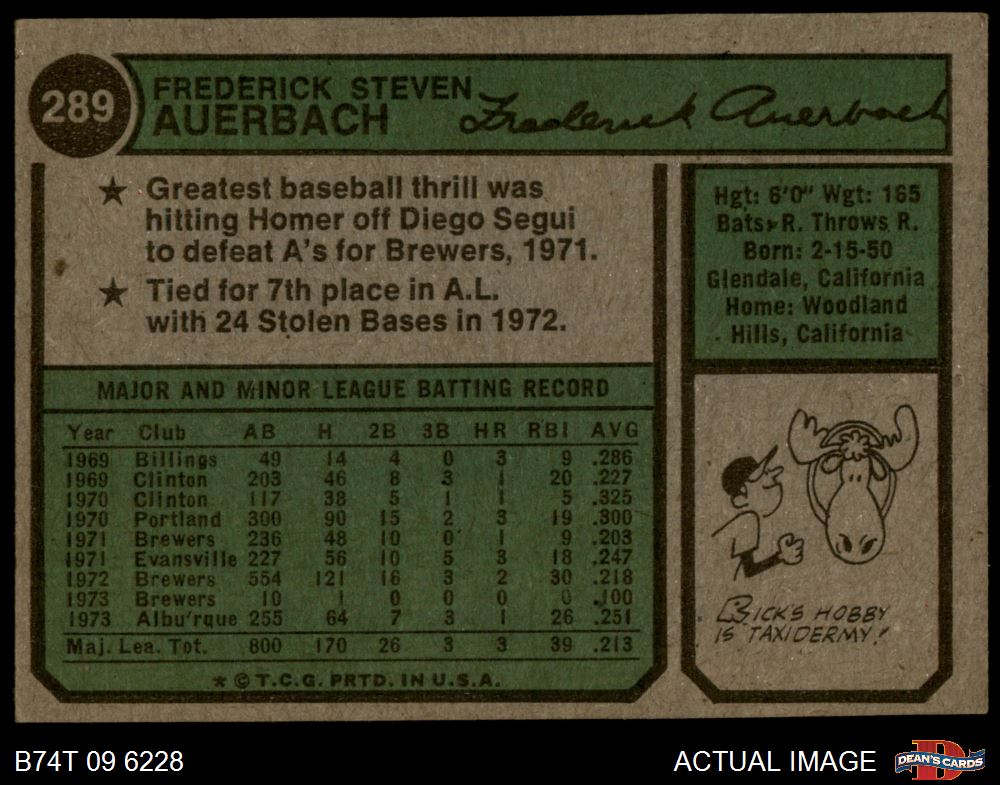 289
FREDERICK STEVEN
AUERBACH
Frederick Auerbach
★ Greatest baseball thrill was
hitting Homer off Diego Segui
to defeat A's for Brewers, 1971.
★ Tied for 7th place in A.L.
with 24 Stolen Bases in 1972.
Hgt: 6'0" Wgt: 165
Bats: R. Throws R.
Born: 2-15-50
Glendale, California
Home: Woodland
Hills, California
MAJOR AND MINOR LEAGUE BATTING RECORD
Year Club AB H 2B 3B HR RBI AVG
1969 Billings 49 14 4 0 3 9 .286
1969 Clinton 203 46 8 3 1 20 .227
1970 Clinton 117 38 5 1 1 5 .325
1970 Portland 300 90 15 2 3 19 .300
1971 Brewers 236 48 10 0 1 9 .203
1971 Evansville 227 56 10 5 3 18 .247
1972 Brewers 554 121 16 3 2 30 .218
1973 Brewers 10 1 0 0 0 0 .100
1973 Albu'rque 255 64 7 3 1 26 .251
Maj. Lea. Tot. 800 170 26 3 3 39 .213
* © T.C.G. PRTD. IN U.S.A.
RICK'S HOBBY
IS TAXIDERMY!
B74T 09 6228
ACTUAL IMAGE
DEAN'S CARDS